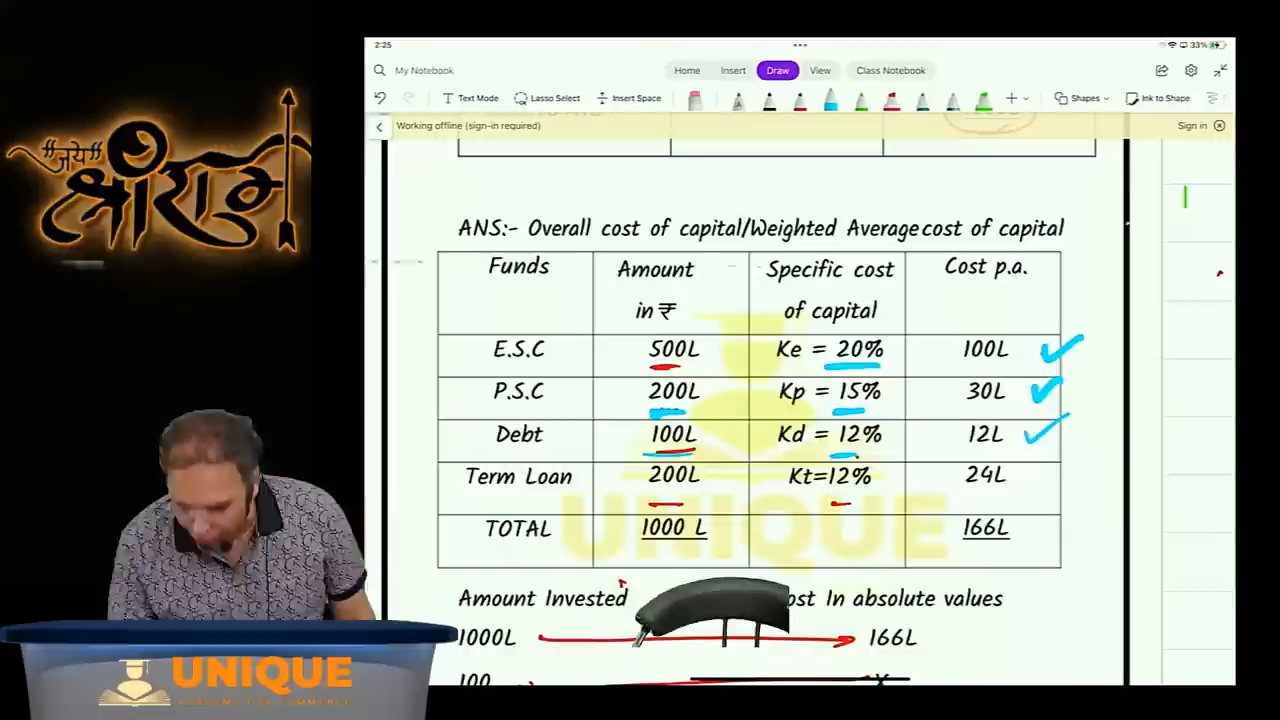 2:25
33%
My Notebook
Home Insert Draw View Class Notebook
Text Mode Lasso Select Insert Space Shapes Ink to Shape
Working offline (sign-in required) Sign in
"जय"
श्री राम
ANS:- Overall cost of capital/Weighted Average cost of capital
Funds Amount in ₹ Specific cost of capital Cost p.a.
E.S.C 500L Ke = 20% 100L
P.S.C 200L Kp = 15% 30L
Debt 100L Kd = 12% 12L
Term Loan 200L Kt=12% 24L
TOTAL 1000 L 166L
UNIQUE
Amount Invested ost In absolute values
1000L 166L
100 X
UNIQUE
ACADEMY FOR COMMERCE